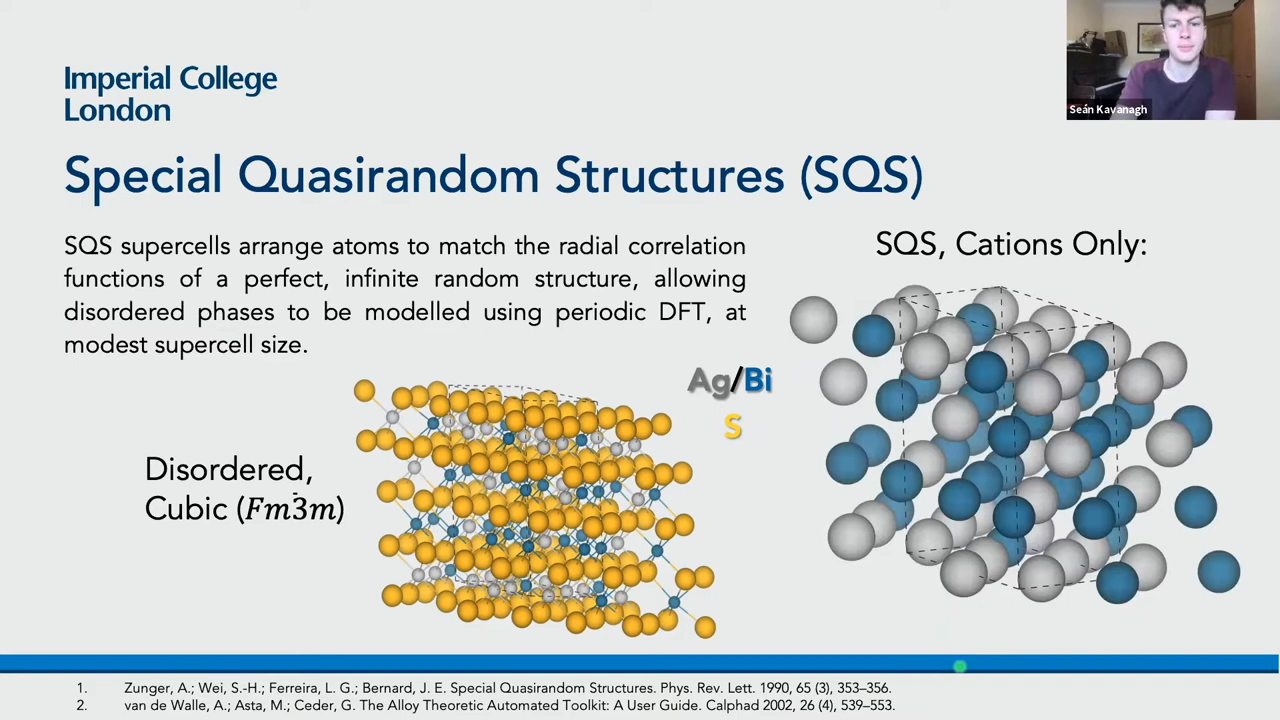 Imperial College
London
Seán Kavanagh
Special Quasirandom Structures (SQS)
SQS supercells arrange atoms to match the radial correlation
functions of a perfect, infinite random structure, allowing
disordered phases to be modelled using periodic DFT, at
modest supercell size.
SQS, Cations Only:
Ag/Bi
S
Disordered,
Cubic (Fm3̄m)
1. Zunger, A.; Wei, S.-H.; Ferreira, L. G.; Bernard, J. E. Special Quasirandom Structures. Phys. Rev. Lett. 1990, 65 (3), 353–356.
2. van de Walle, A.; Asta, M.; Ceder, G. The Alloy Theoretic Automated Toolkit: A User Guide. Calphad 2002, 26 (4), 539–553.